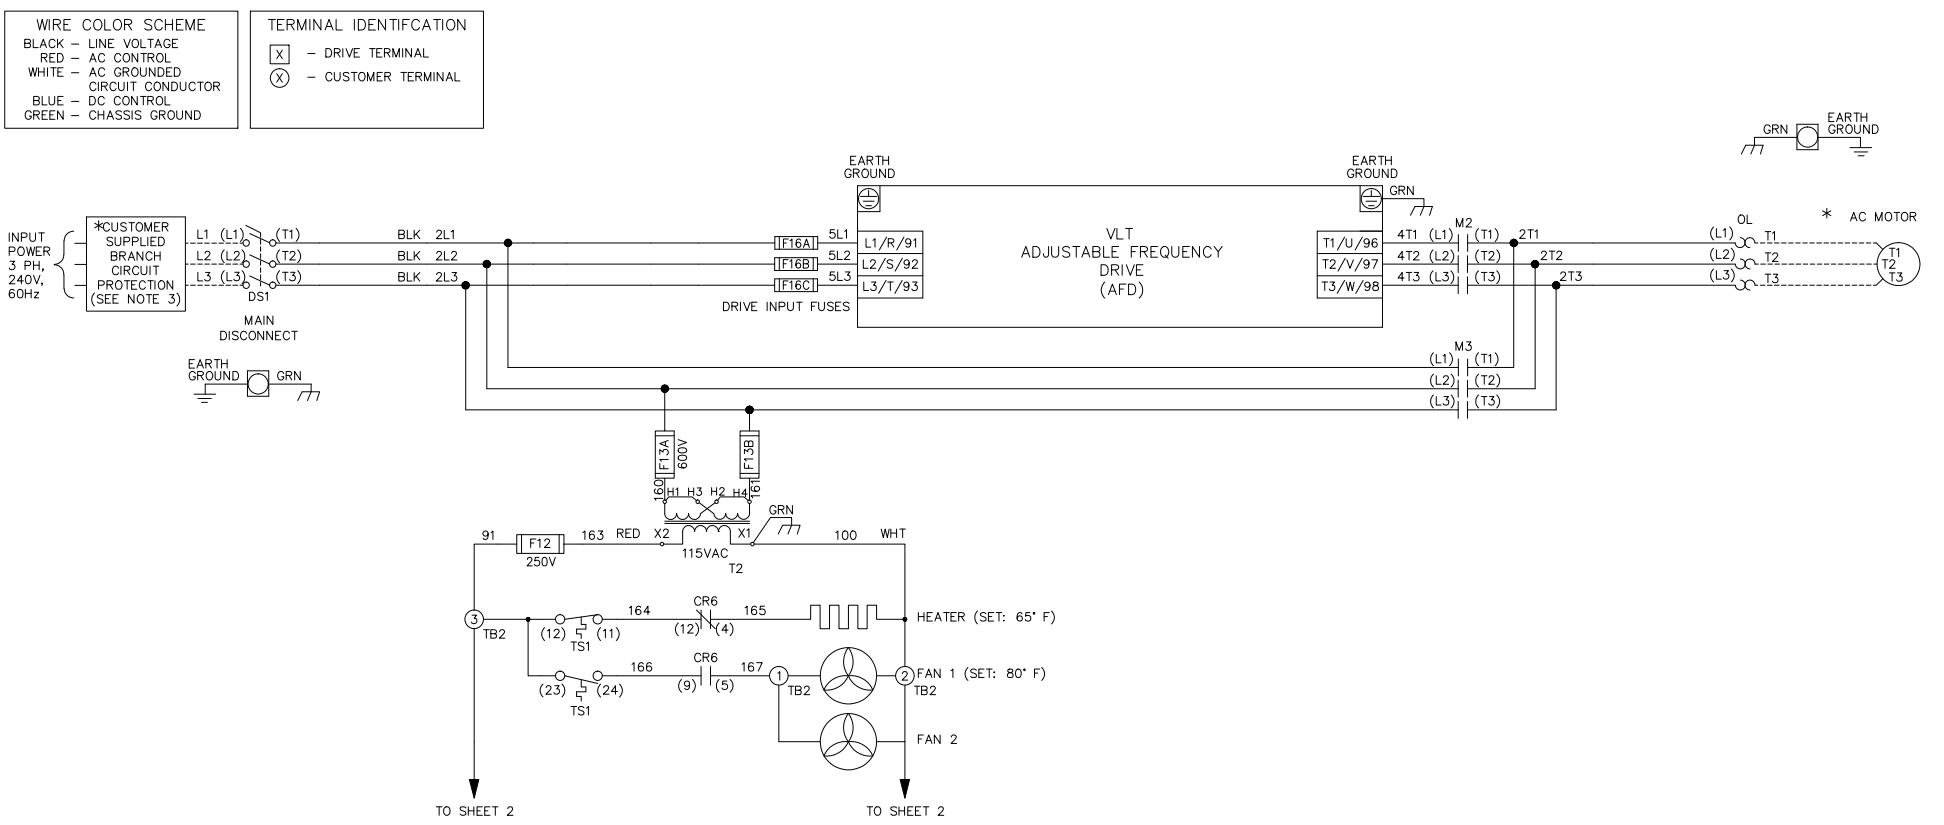 WIRE COLOR SCHEME
BLACK – LINE VOLTAGE
RED – AC CONTROL
WHITE – AC GROUNDED
CIRCUIT CONDUCTOR
BLUE – DC CONTROL
GREEN – CHASSIS GROUND
TERMINAL IDENTIFCATION
X – DRIVE TERMINAL
X – CUSTOMER TERMINAL
INPUT
POWER
3 PH,
240V,
60Hz
*CUSTOMER
SUPPLIED
BRANCH
CIRCUIT
PROTECTION
(SEE NOTE 3)
L1 (L1) (T1) BLK 2L1
L2 (L2) (T2) BLK 2L2
L3 (L3) (T3) BLK 2L3
DS1
MAIN
DISCONNECT
EARTH
GROUND
GRN
F16A 5L1
F16B 5L2
F16C 5L3
DRIVE INPUT FUSES
EARTH
GROUND
L1/R/91
L2/S/92
L3/T/93
VLT
ADJUSTABLE FREQUENCY
DRIVE
(AFD)
EARTH
GROUND
GRN
T1/U/96
T2/V/97
T3/W/98
M2
4T1 (L1) (T1) 2T1
4T2 (L2) (T2) 2T2
4T3 (L3) (T3) 2T3
M3
(L1) (T1)
(L2) (T2)
(L3) (T3)
OL
(L1) T1
(L2) T2
(L3) T3
GRN
EARTH
GROUND
* AC MOTOR
T1
T2
T3
F13A
600V
F13B
160
161
H1 H3 H2 H4
GRN
91
F12
250V
163 RED X2
X1
115VAC
T2
100 WHT
3
TB2
(12) (11)
TS1
164
CR6
(12) (4)
165
HEATER (SET: 65° F)
(23) (24)
TS1
166
CR6
(9) (5)
167
1
TB2
2
TB2
FAN 1 (SET: 80° F)
FAN 2
TO SHEET 2
TO SHEET 2